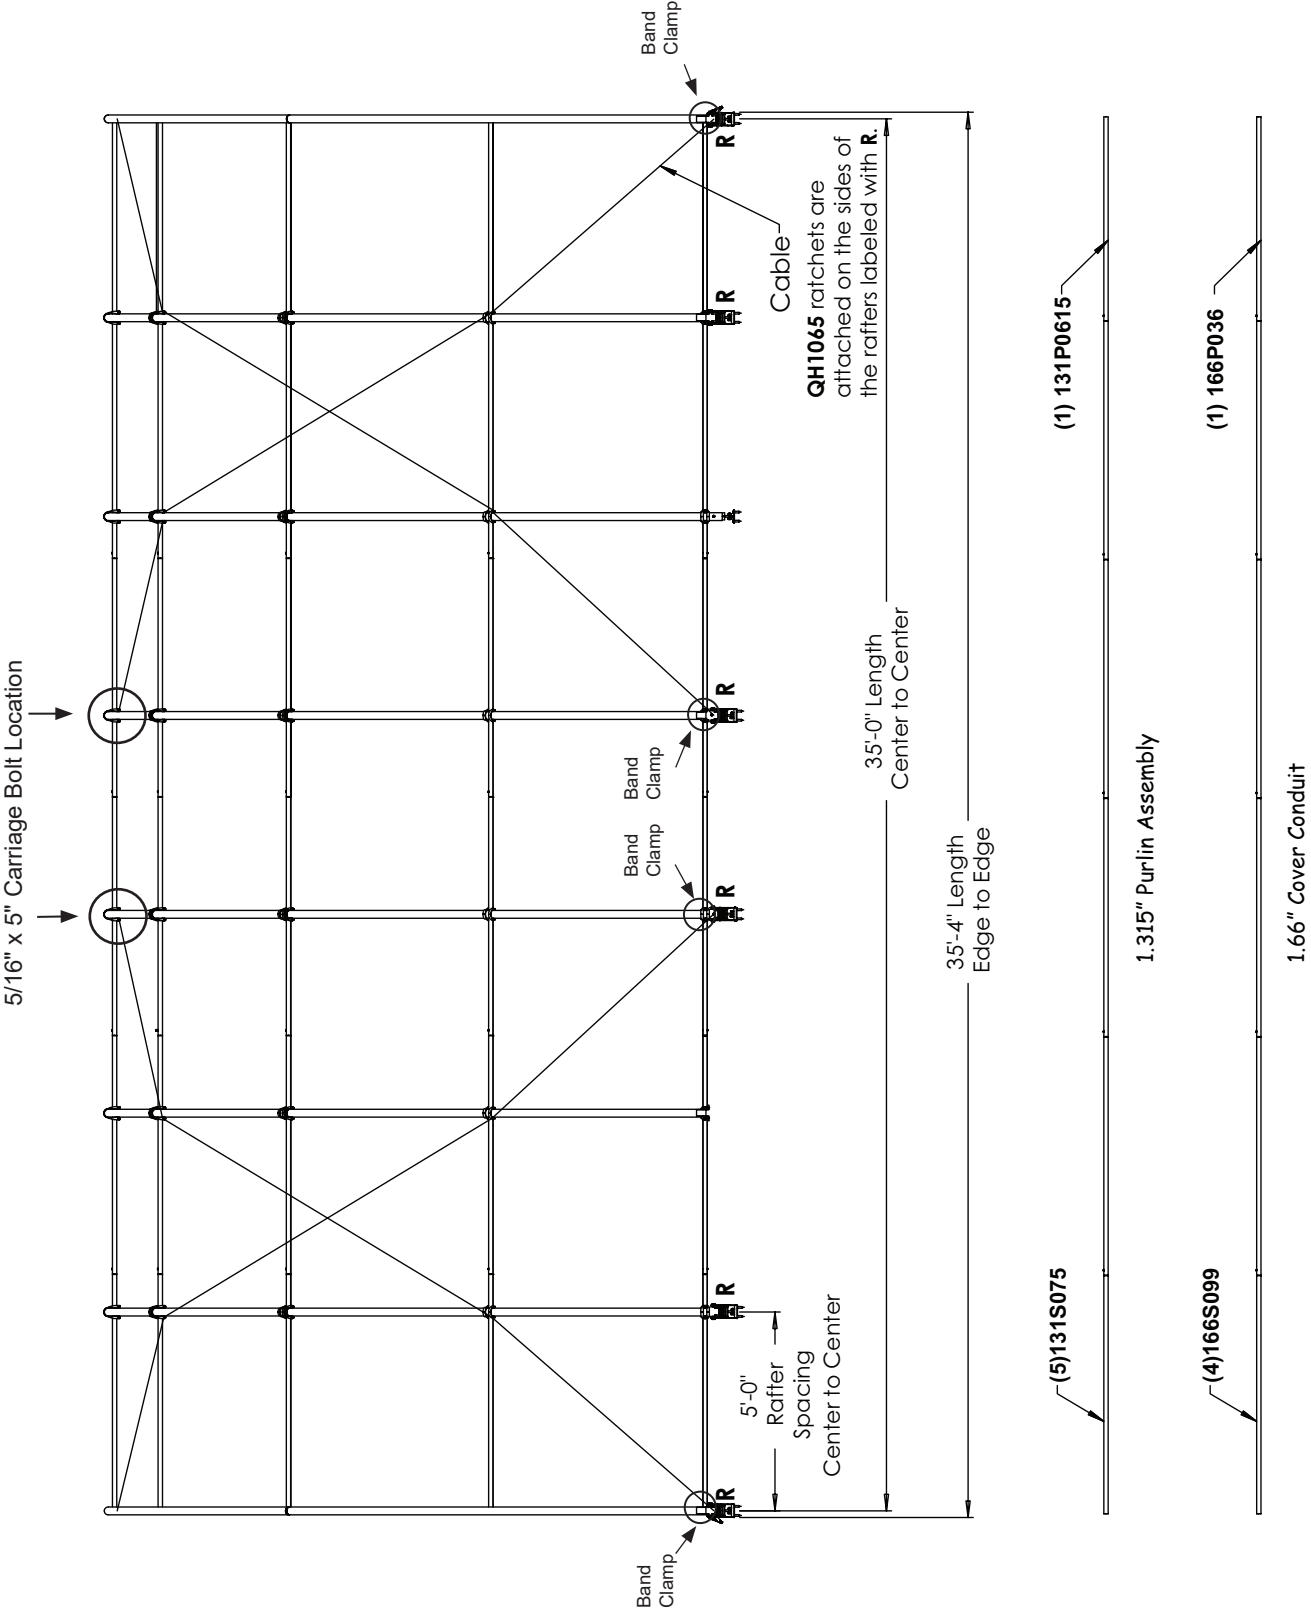 5/16" x 5" Carriage Bolt Location
Band
Clamp
Band
Clamp
Band
Clamp
Band
Clamp
R
R
R
R
R
R
Cable
QH1065 ratchets are
attached on the sides of
the rafters labeled with R.
5'-0"
Rafter
Spacing
Center to Center
35'-0" Length
Center to Center
35'-4" Length
Edge to Edge
(5)131S075
(1) 131P0615
1.315" Purlin Assembly
(4)166S099
(1) 166P036
1.66" Cover Conduit